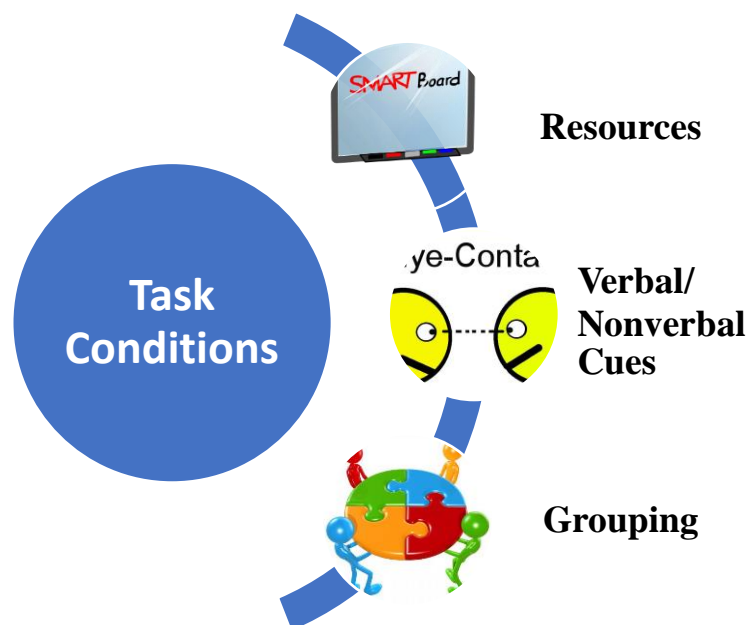 SMART Board
Resources
ye-Conta
Verbal/
Nonverbal
Cues
Task
Conditions
Grouping